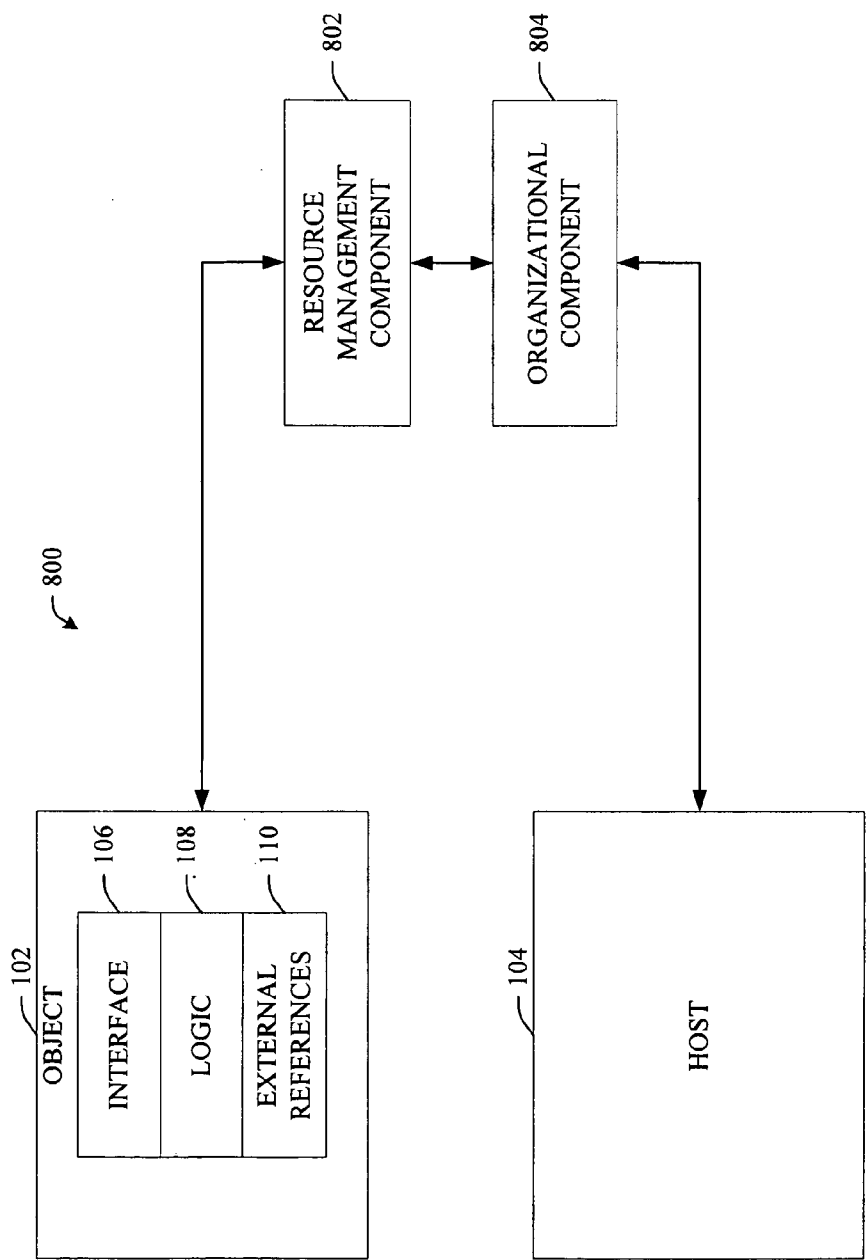 800
102
OBJECT
INTERFACE
106
LOGIC
108
EXTERNAL
REFERENCES
110
104
HOST
RESOURCE
MANAGEMENT
COMPONENT
802
ORGANIZATIONAL
COMPONENT
804